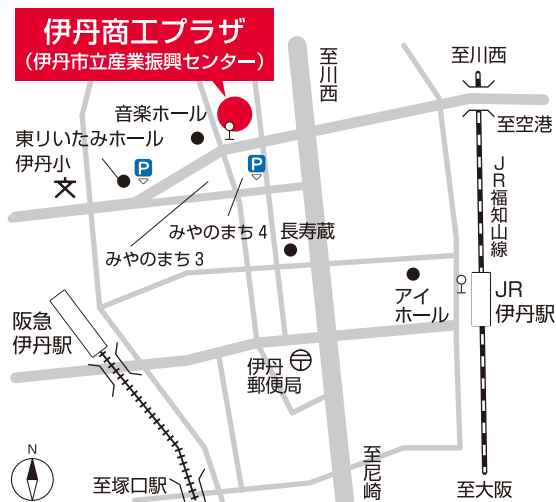 伊丹商工プラザ
（伊丹市立産業振興センター）
至川西
至川西
音楽ホール
至空港
東リいたみホール
伊丹小
P
P
文
JR福知山線
みやのまち4
長寿蔵
みやのまち3
アイ
ホール
JR
伊丹駅
阪急
伊丹駅
伊丹
郵便局
N
至塚口駅
至尼崎
至大阪